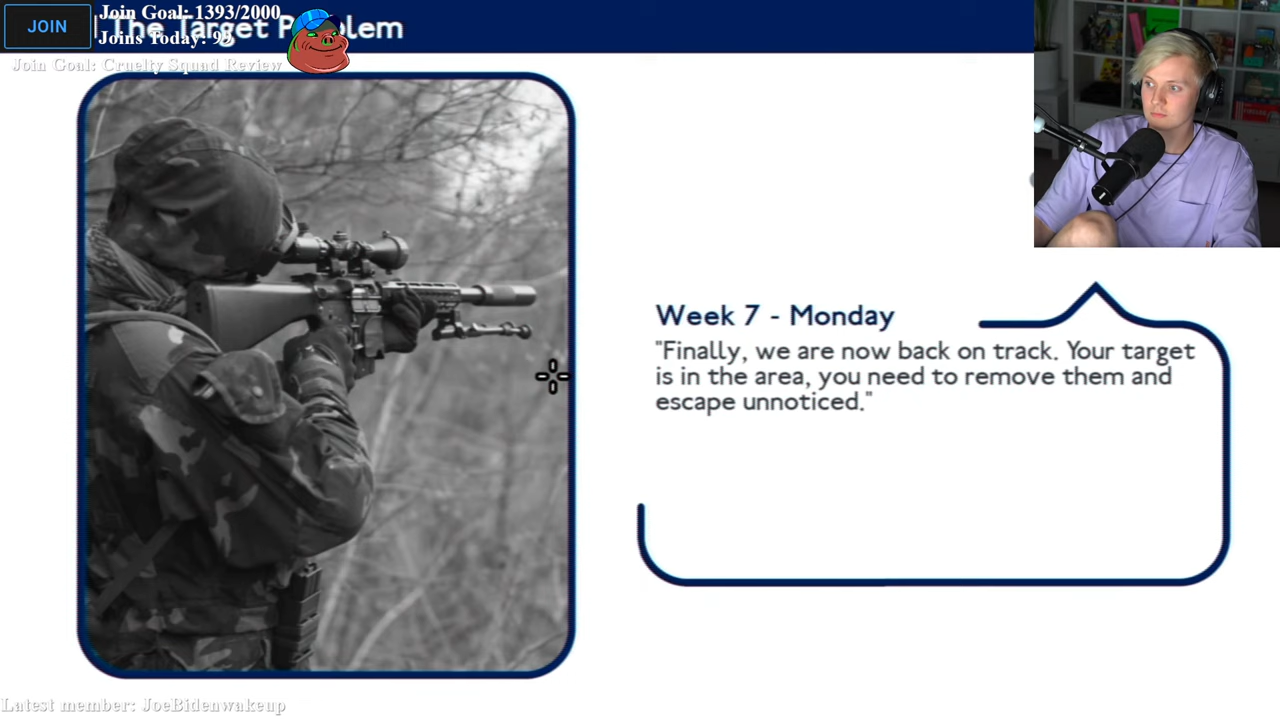 JOIN
Join Goal: 1393/2000
The Target Problem
Joins Today: 99
Join Goal: Cruelty Squad Review
Week 7 - Monday
"Finally, we are now back on track. Your target
is in the area, you need to remove them and
escape unnoticed."
Latest member: JoeBidenwakeup